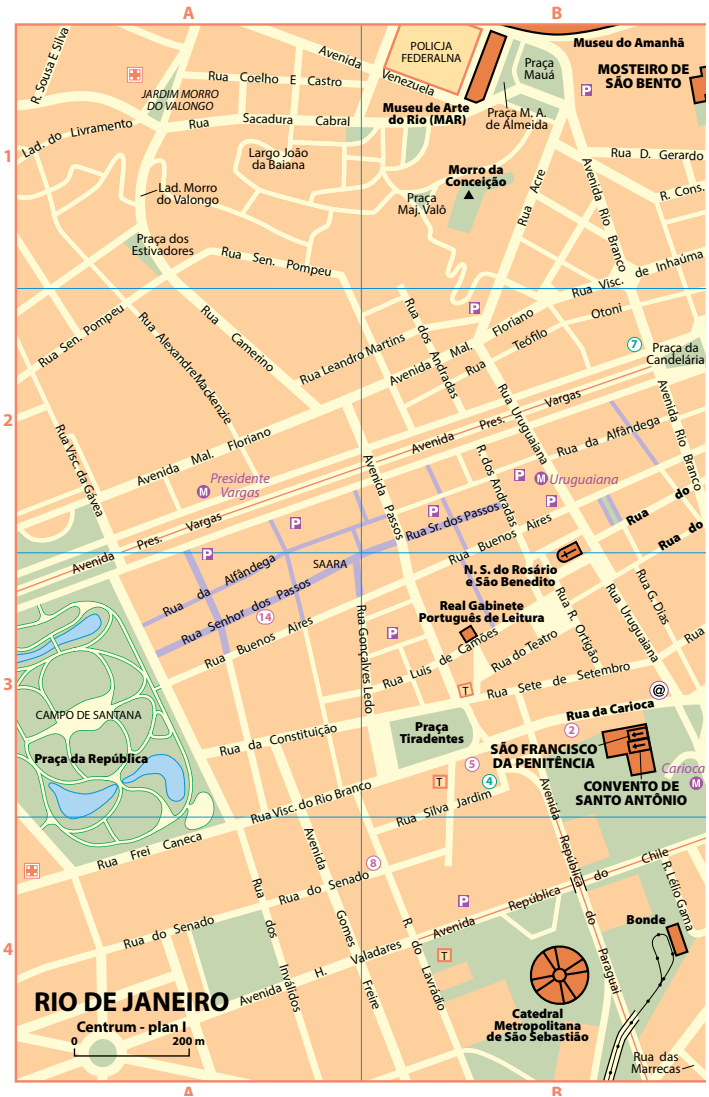 A
B
R. Sousa E Silva
Avenida
Venezuela
POLICJA
FEDERALNA
Museu do Amanhã
Praça
Mauá
MOSTEIRO DE
SÃO BENTO
P
Rua Coelho E Castro
JARDIM MORRO
DO VALONGO
Museu de Arte
do Rio (MAR)
Praça M. A.
de Almeida
Lad. do Livramento
Rua Sacadura Cabral
1
Largo João
da Baiana
Rua D. Gerardo
Morro da
Conceição
Lad. Morro
do Valongo
Praça
Maj. Valô
Rua Acre
Avenida Rio Branco
R. Cons.
Praça dos
Estivadores
Rua Sen. Pompeu
Rua Visc. de Inhaúma
P
Rua Sen. Pompeu
Rua Alexandre Mackenzie
Rua Camerino
Rua Leandro Martins
Rua dos Andradas
Avenida Mal. Floriano
Rua Teófilo Otoni
7
Praça da
Candelária
2
Rua Visc. da Gávea
Avenida Mal. Floriano
Avenida Pres. Vargas
Rua Uruguaiana
Rua da Alfândega
Avenida Rio Branco
M
Presidente
Vargas
Avenida Passos
R. dos Andradas
P
M Uruguaiana
P
P
P
Rua do
Rua do
Avenida Pres. Vargas
P
Rua Sr. dos Passos
Rua Buenos Aires
SAARA
Rua da Alfândega
Rua Senhor dos Passos
14
Rua Buenos Aires
N. S. do Rosário
e São Benedito
Real Gabinete
Português de Leitura
P
Rua Gonçalves Ledo
Rua Luis de Camões
Rua do Teatro
Rua R. Ortigão
Rua Uruguaiana
Rua G. Dias
Rua
3
T
Rua Sete de Setembro
@
CAMPO DE SANTANA
Praça da República
Rua da Constituição
Praça
Tiradentes
Rua da Carioca
2
SÃO FRANCISCO
DA PENITÊNCIA
5
4
T
Carioca
M
CONVENTO DE
SANTO ANTÔNIO
Rua Visc. do Rio Branco
Rua Silva Jardim
Rua Frei Caneca
Avenida Gomes Freire
8
Rua do Senado
Avenida República do Paraguai
Avenida República do Chile
R. Lélio Gama
P
Rua do Senado
Rua dos Inválidos
R. do Lavrádio
Bonde
4
T
Avenida H. Valadares
RIO DE JANEIRO
Centrum - plan I
0
200 m
Catedral
Metropolitana
de São Sebastião
Rua das
Marrecas
A
B